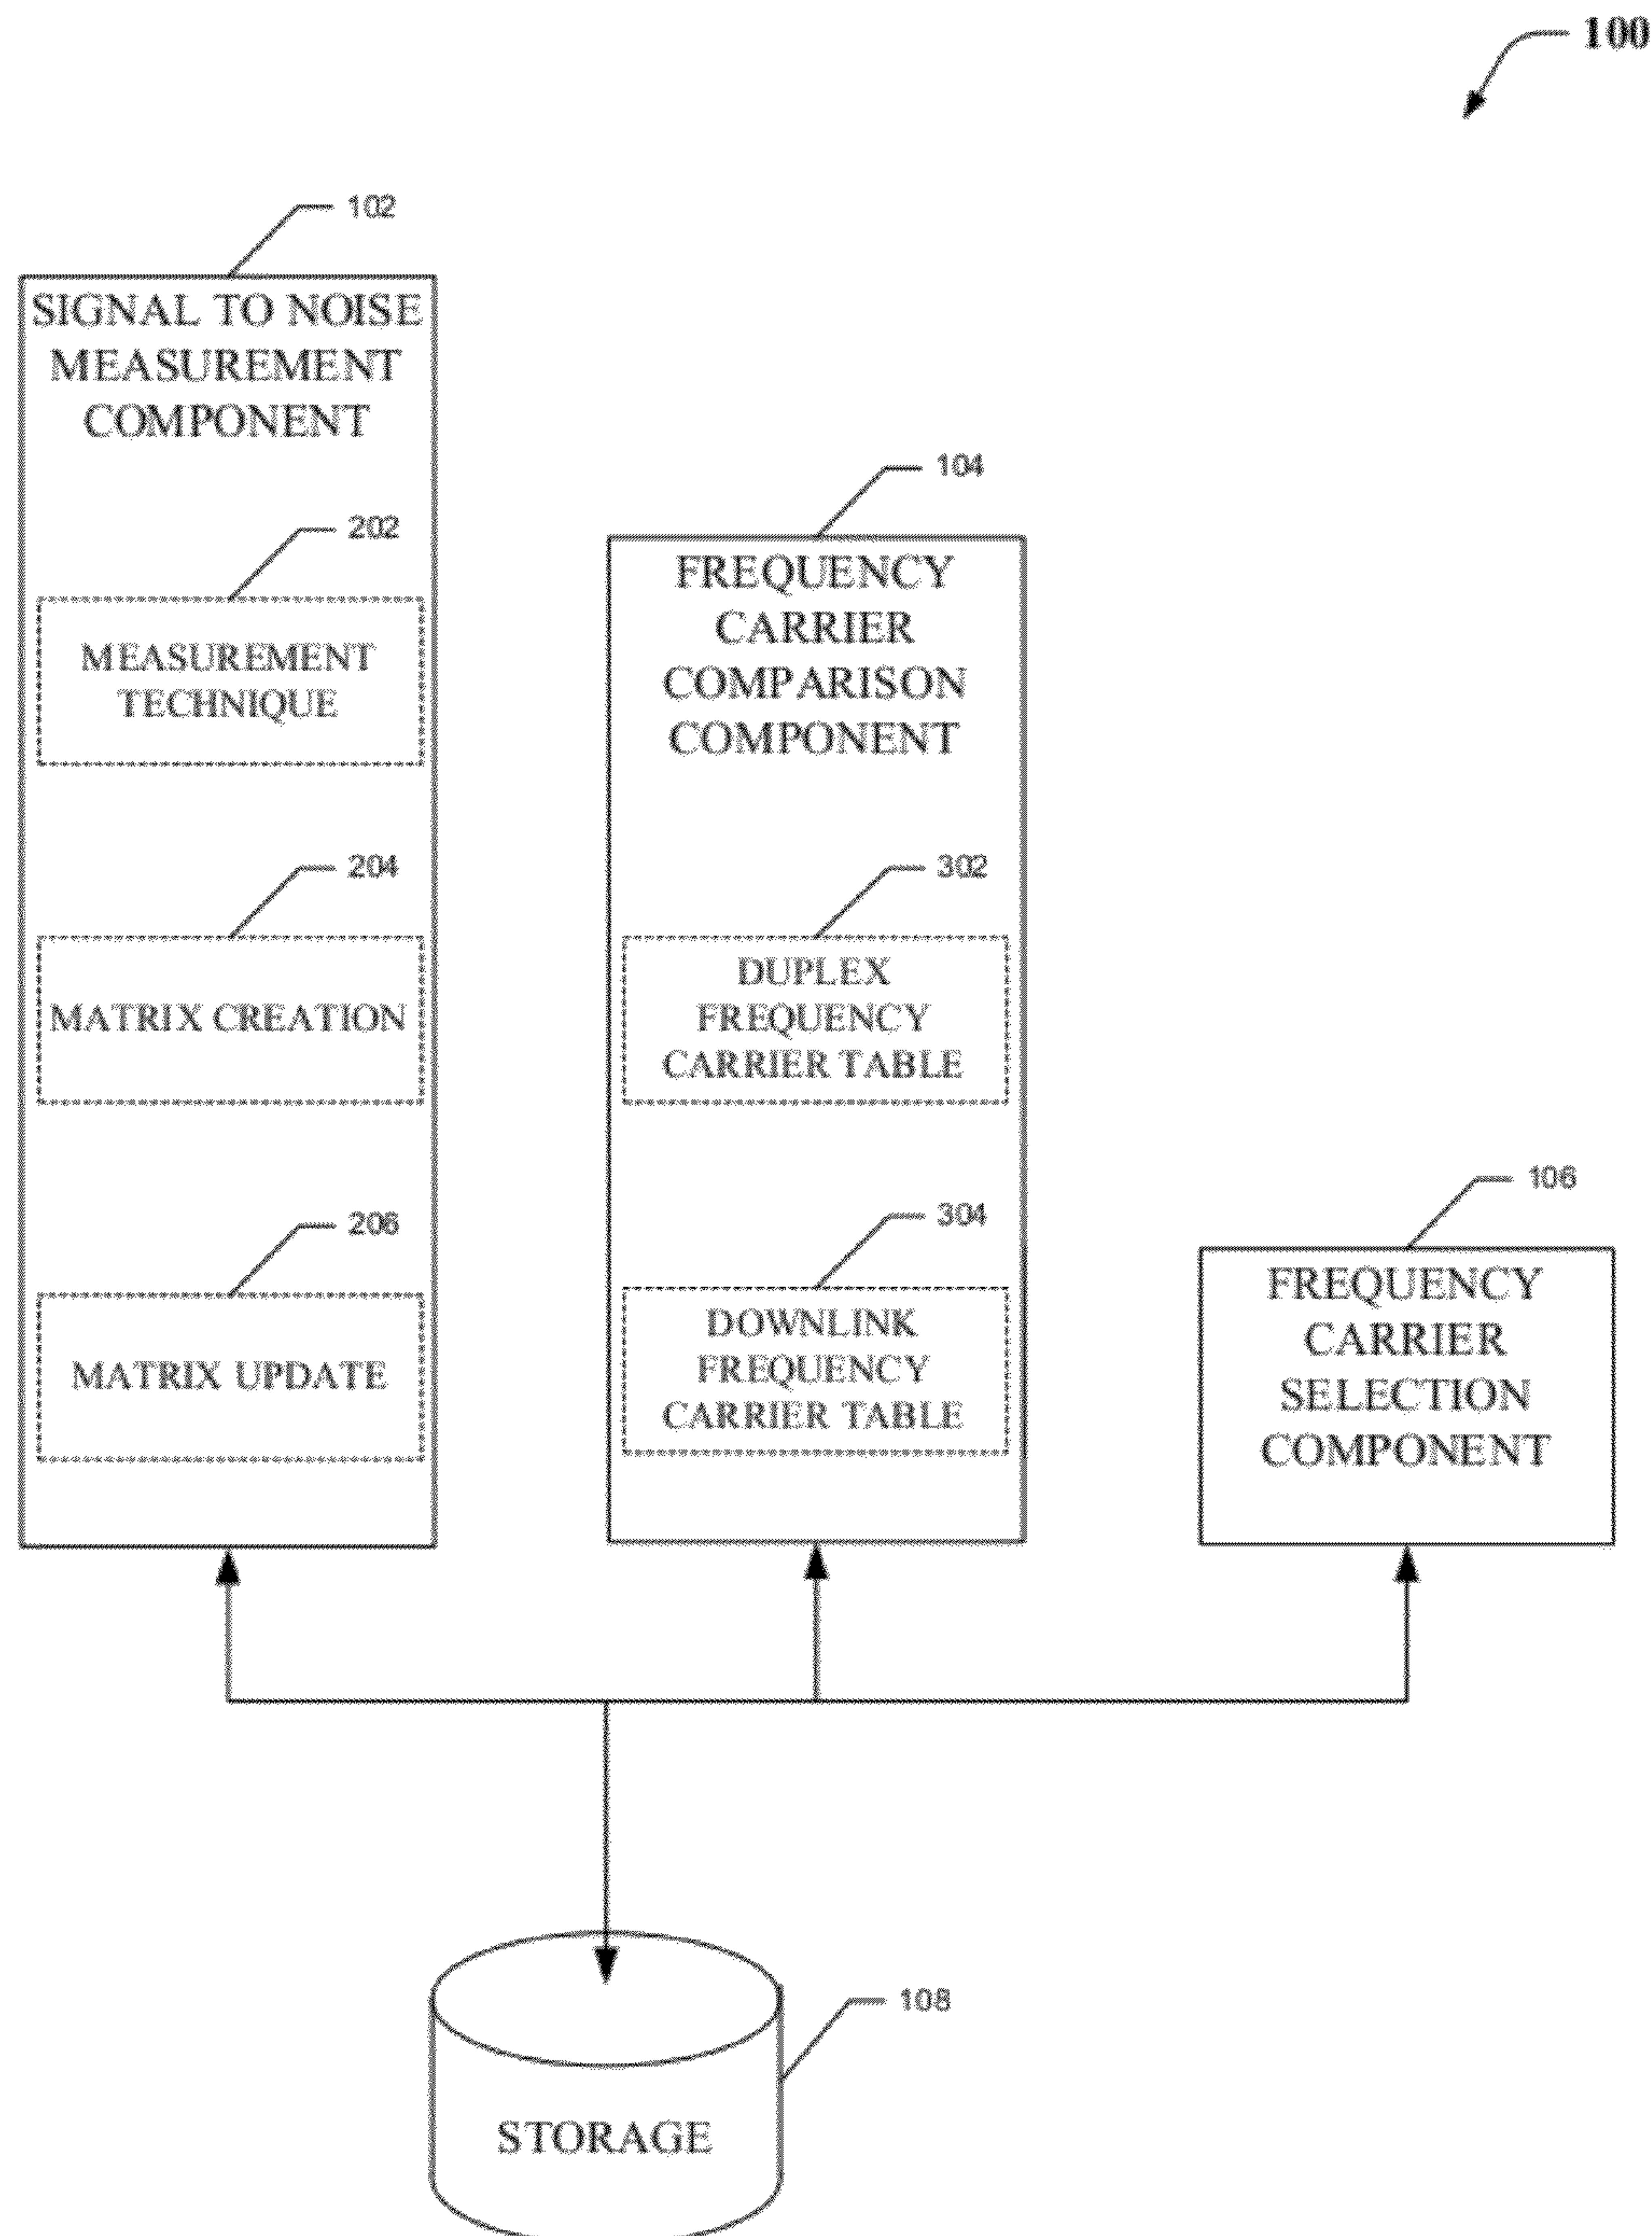 100
102
SIGNAL TO NOISE
MEASUREMENT
COMPONENT
202
MEASUREMENT
TECHNIQUE
204
MATRIX CREATION
206
MATRIX UPDATE
104
FREQUENCY
CARRIER
COMPARISON
COMPONENT
302
DUPLEX
FREQUENCY
CARRIER TABLE
304
DOWNLINK
FREQUENCY
CARRIER TABLE
106
FREQUENCY
CARRIER
SELECTION
COMPONENT
108
STORAGE